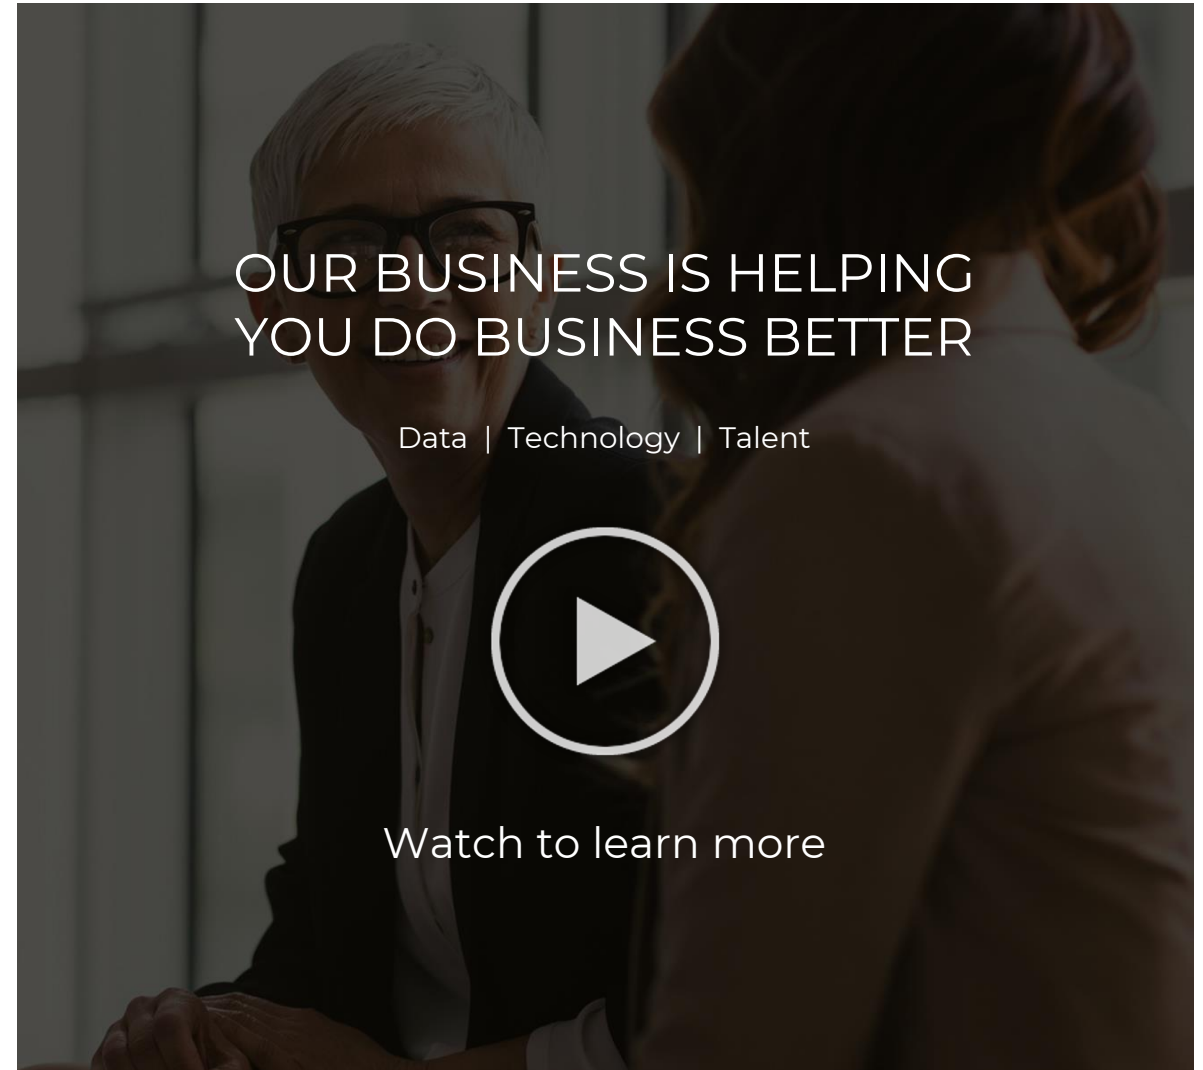 OUR BUSINESS IS HELPING
YOU DO BUSINESS BETTER
Data | Technology | Talent
Watch to learn more